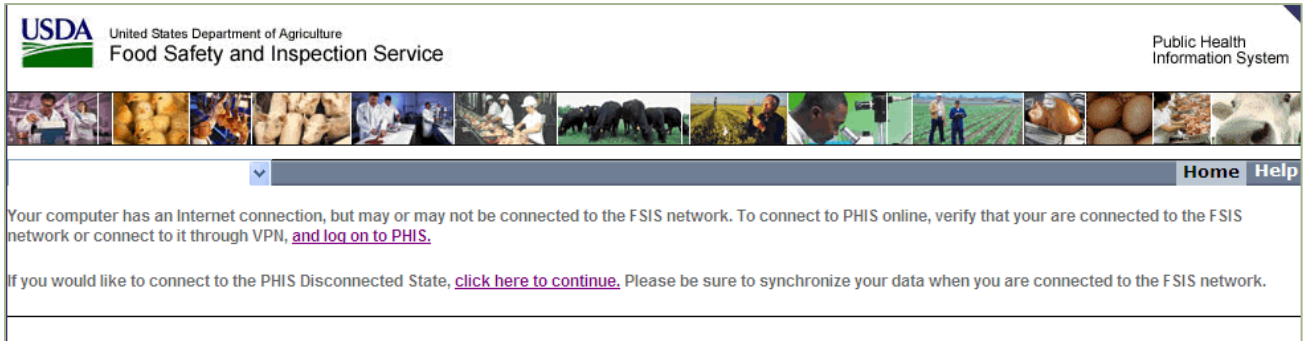 USDA
United States Department of Agriculture
Food Safety and Inspection Service
Public Health
Information System
Home Help
Your computer has an Internet connection, but may or may not be connected to the FSIS network. To connect to PHIS online, verify that your are connected to the FSIS
network or connect to it through VPN, and log on to PHIS.
If you would like to connect to the PHIS Disconnected State, click here to continue. Please be sure to synchronize your data when you are connected to the FSIS network.